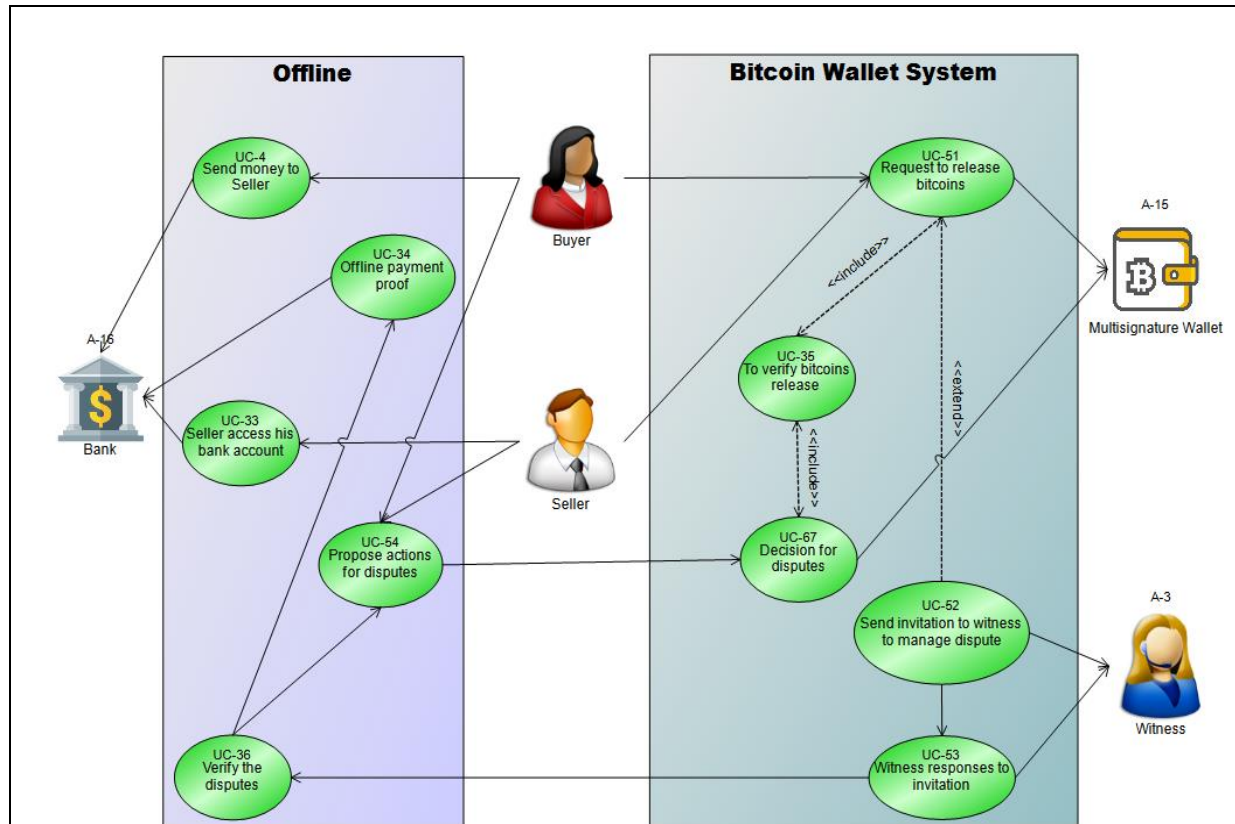 Offline
Bitcoin Wallet System
UC-4
Send money to
Seller
UC-51
Request to release
bitcoins
A-15
Buyer
UC-34
Offline payment
proof
<<include>>
Multisignature Wallet
A-16
UC-35
To verify bitcoins
release
<<extend>>
Bank
UC-33
Seller access his
bank account
<<include>>
Seller
UC-54
Propose actions
for disputes
UC-67
Decision for
disputes
UC-52
Send invitation to witness
to manage dispute
A-3
Witness
UC-36
Verify the
disputes
UC-53
Witness responses to
invitation